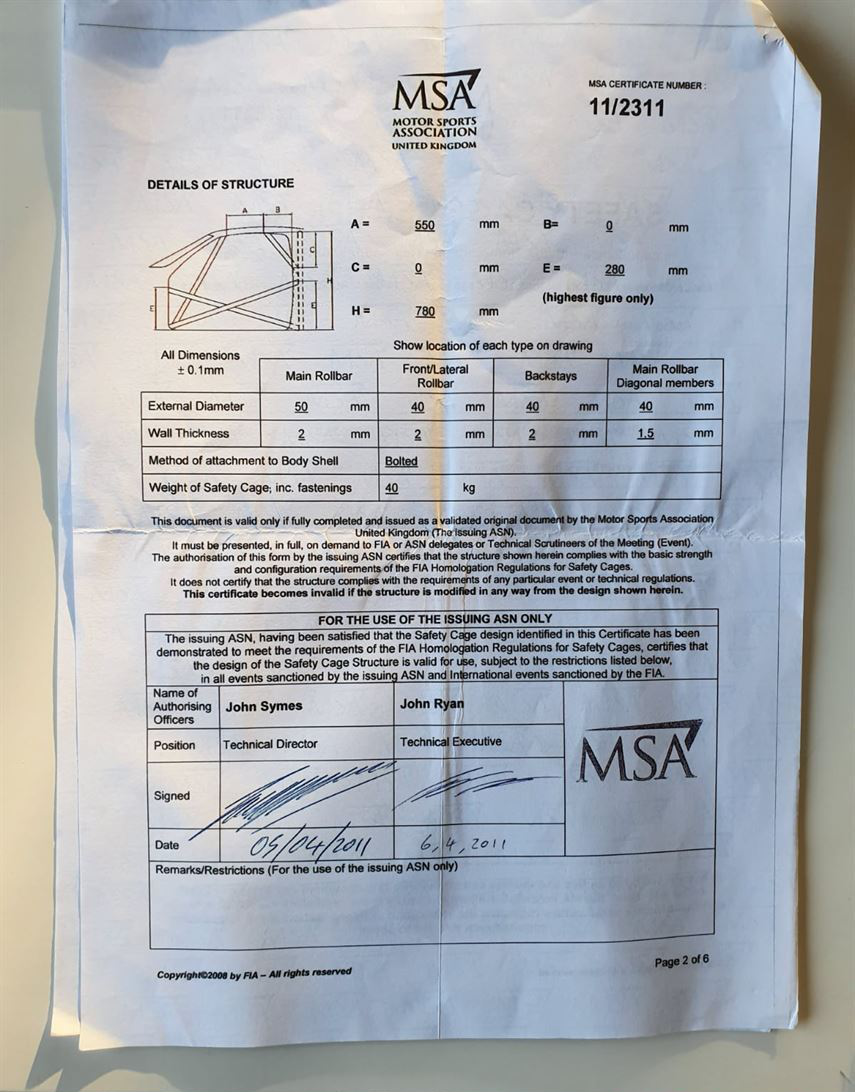 MSA
MOTOR SPORTS
ASSOCIATION
UNITED KINGDOM
MSA CERTIFICATE NUMBER :
11/2311
DETAILS OF STRUCTURE
A B C H E E
A = 550 mm B= 0 mm
C = 0 mm E = 280 mm
(highest figure only)
H = 780 mm
Show location of each type on drawing
All Dimensions
± 0.1mm
Main Rollbar
Front/Lateral
Rollbar
Backstays
Main Rollbar
Diagonal members
External Diameter 50 mm 40 mm 40 mm 40 mm
Wall Thickness 2 mm 2 mm 2 mm 1.5 mm
Method of attachment to Body Shell Bolted
Weight of Safety Cage, inc. fastenings 40 kg
This document is valid only if fully completed and issued as a validated original document by the Motor Sports Association
United Kingdom (The Issuing ASN).
It must be presented, in full, on demand to FIA or ASN delegates or Technical Scrutineers of the Meeting (Event).
The authorisation of this form by the issuing ASN certifies that the structure shown herein complies with the basic strength
and configuration requirements of the FIA Homologation Regulations for Safety Cages.
It does not certify that the structure complies with the requirements of any particular event or technical regulations.
This certificate becomes invalid if the structure is modified in any way from the design shown herein.
FOR THE USE OF THE ISSUING ASN ONLY
The issuing ASN, having been satisfied that the Safety Cage design identified in this Certificate has been
demonstrated to meet the requirements of the FIA Homologation Regulations for Safety Cages, certifies that
the design of the Safety Cage Structure is valid for use, subject to the restrictions listed below,
in all events sanctioned by the issuing ASN and International events sanctioned by the FIA.
Name of
Authorising
Officers
John Symes
John Ryan
Position Technical Director Technical Executive
MSA
Signed
Date 05/04/2011 6,4,2011
Remarks/Restrictions (For the use of the issuing ASN only)
Copyright©2008 by FIA – All rights reserved
Page 2 of 6